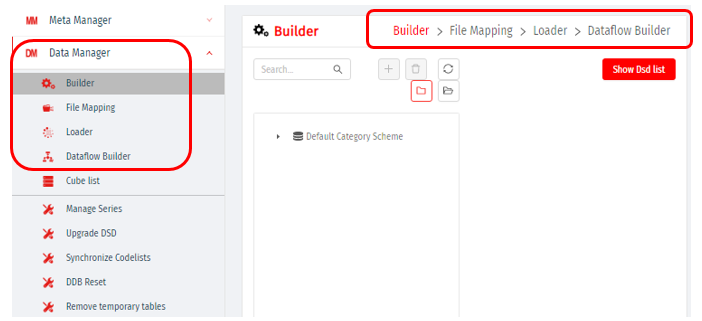 MM Meta Manager
DM Data Manager
Builder
File Mapping
Loader
Dataflow Builder
Cube list
Manage Series
Upgrade DSD
Synchronize Codelists
DDB Reset
Remove temporary tables
Builder
Builder > File Mapping > Loader > Dataflow Builder
Search...
Show Dsd list
Default Category Scheme